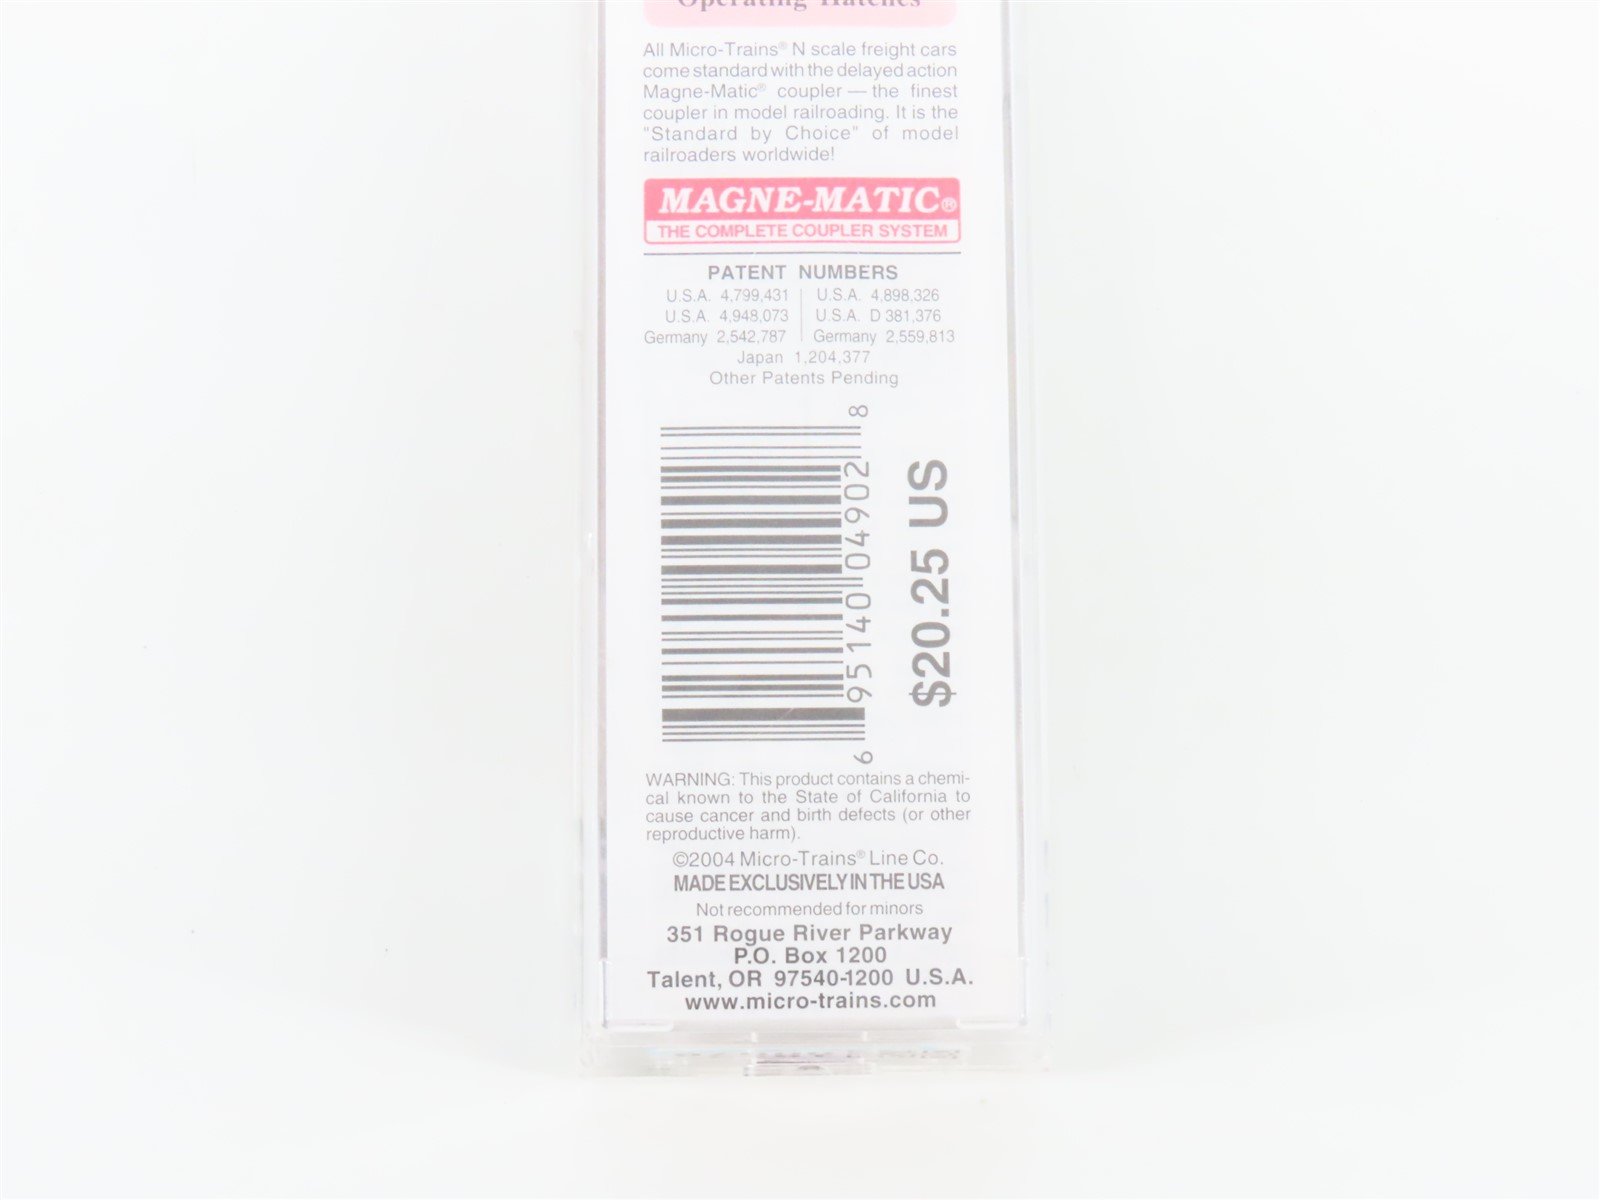 Operating Hatches
All Micro-Trains® N scale freight cars
come standard with the delayed action
Magne-Matic® coupler — the finest
coupler in model railroading. It is the
"Standard by Choice" of model
railroaders worldwide!
MAGNE-MATIC®
THE COMPLETE COUPLER SYSTEM
PATENT NUMBERS
U.S.A. 4,799,431 U.S.A. 4,898,326
U.S.A. 4,948,073 U.S.A. D 381,376
Germany 2,542,787 Germany 2,559,813
Japan 1,204,377
Other Patents Pending
6 95140 04902 8
$20.25 US
WARNING: This product contains a chemi-
cal known to the State of California to
cause cancer and birth defects (or other
reproductive harm).
©2004 Micro-Trains® Line Co.
MADE EXCLUSIVELY IN THE USA
Not recommended for minors
351 Rogue River Parkway
P.O. Box 1200
Talent, OR 97540-1200 U.S.A.
www.micro-trains.com